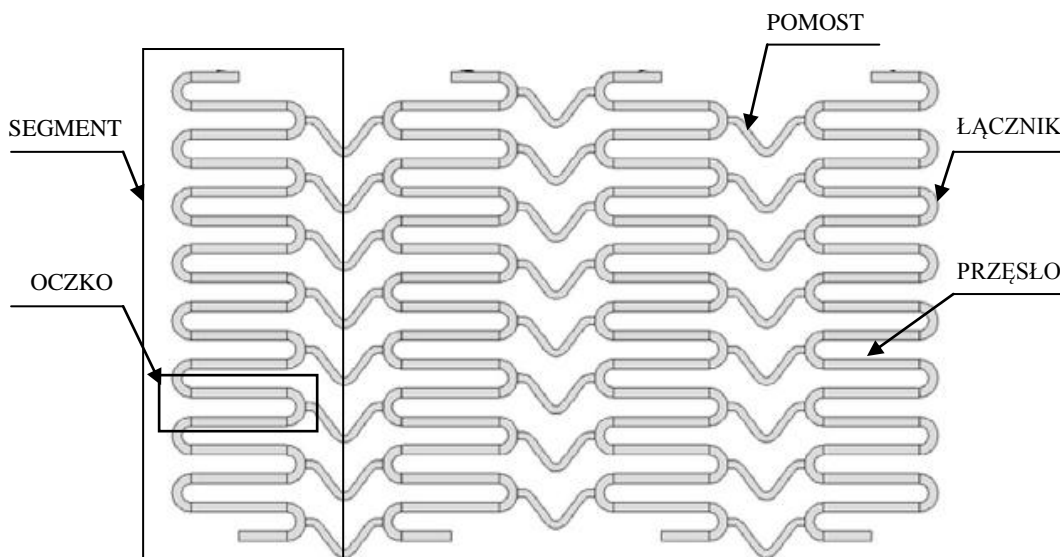 POMOST
SEGMENT
ŁĄCZNIK
OCZKO
PRZĘSŁO